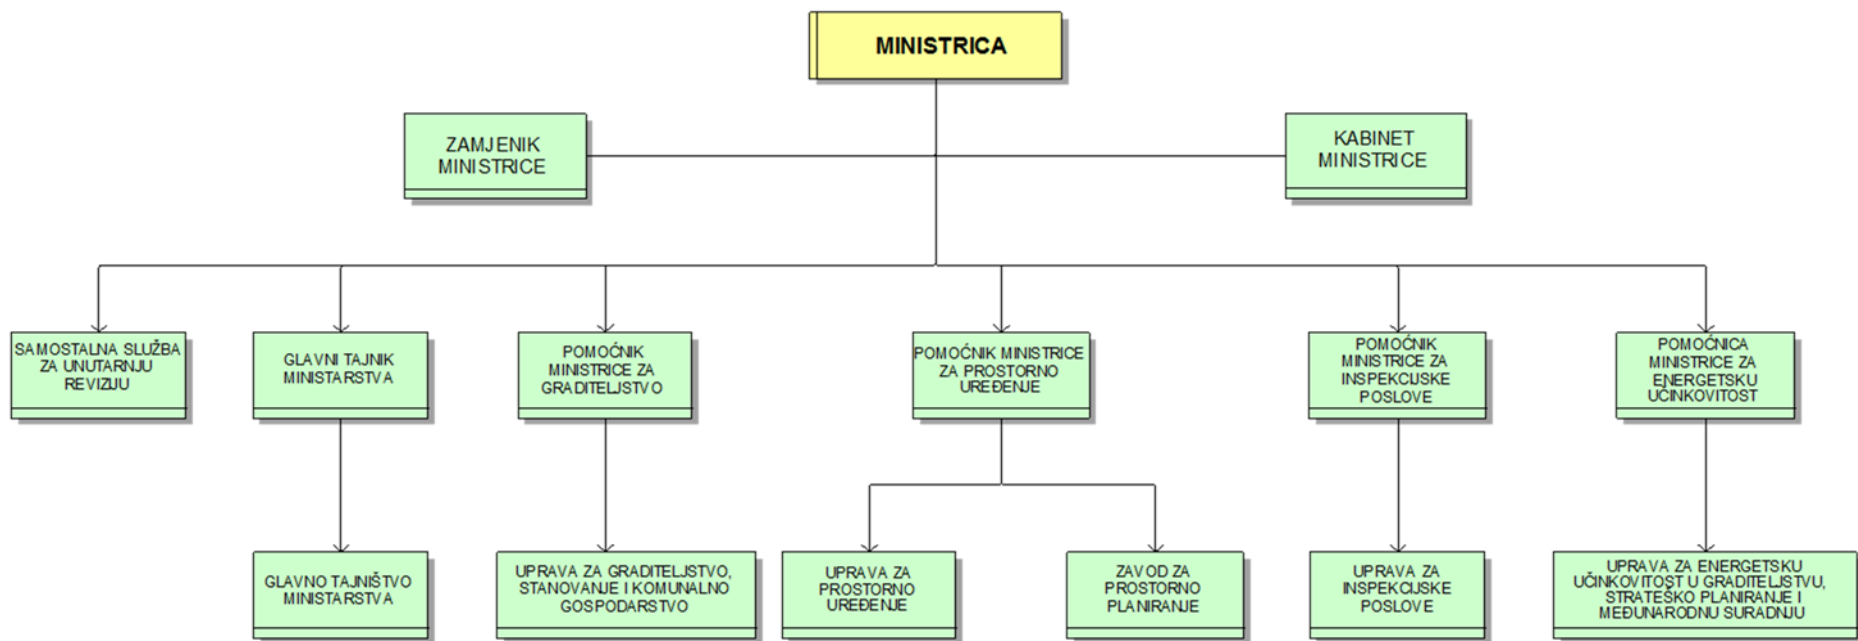 MINISTRICA
ZAMJENIK
MINISTRICE
KABINET
MINISTRICE
SAMOSTALNA SLUŽBA
ZA UNUTARNJU
REVIZIJU
GLAVNI TAJNIK
MINISTARSTVA
POMOĆNIK
MINISTRICE ZA
GRADITELJSTVO
POMOĆNIK MINISTRICE
ZA PROSTORNO
UREĐENJE
POMOĆNIK
MINISTRICE ZA
INSPEKCIJSKE
POSLOVE
POMOĆNICA
MINISTRICE ZA
ENERGETSKU
UČINKOVITOST
GLAVNO TAJNIŠTVO
MINISTARSTVA
UPRAVA ZA GRADITELJSTVO,
STANOVANJE I KOMUNALNO
GOSPODARSTVO
UPRAVA ZA
PROSTORNO
UREĐENJE
ZAVOD ZA
PROSTORNO
PLANIRANJE
UPRAVA ZA
INSPEKCIJSKE
POSLOVE
UPRAVA ZA ENERGETSKU
UČINKOVITOST U GRADITELJSTVU,
STRATEŠKO PLANIRANJE I
MEĐUNARODNU SURADNJU